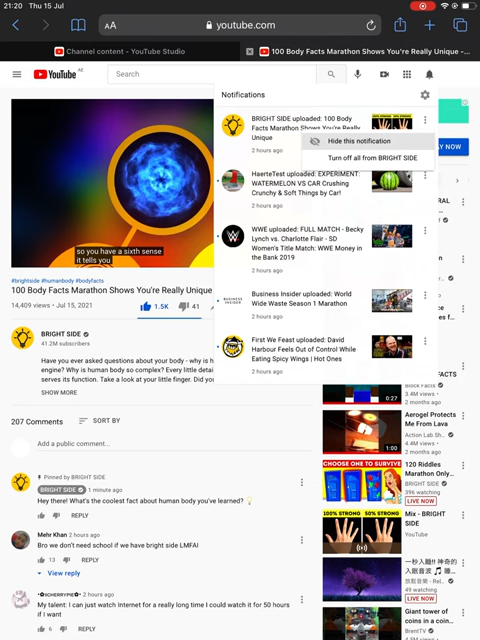 21:20 Thu 15 Jul
AA
youtube.com
Channel content - YouTube Studio
100 Body Facts Marathon Shows You're Really Unique -...
YouTube AE
Search
Notifications
BRIGHT SIDE uploaded: 100 Body
Facts Marathon Shows You're Really
Unique
2 hours ago
Hide this notification
Turn off all from BRIGHT SIDE
HaerteTest uploaded: EXPERIMENT:
WATERMELON VS CAR Crushing
Crunchy & Soft Things by Car!
2 hours ago
WWE uploaded: FULL MATCH - Becky
Lynch vs. Charlotte Flair - SD
Women's Title Match: WWE Money in
the Bank 2019
2 hours ago
BUSINESS
INSIDER
Business Insider uploaded: World
Wide Waste Season 1 Marathon
2 hours ago
First We Feast uploaded: David
Harbour Feels Out of Control While
Eating Spicy Wings | Hot Ones
2 hours ago
so you have a sixth sense
it tells you
#brightside #humanbody #bodyfacts
100 Body Facts Marathon Shows You're Really Unique
14,409 views • Jul 15, 2021
1.5K
41
BRIGHT SIDE
41.2M subscribers
Have you ever asked questions about your body - why is h
engine? Why is human body so complex? Every little detai
serves its function. Take a look at your little finger. Did yo
SHOW MORE
207 Comments
SORT BY
Add a public comment...
Pinned by BRIGHT SIDE
BRIGHT SIDE 1 minute ago
Hey there! What's the coolest fact about human body you've learned?
REPLY
Mehr Khan 2 hours ago
Bro we don't need school if we have bright side LMFAI
13
REPLY
View reply
2 hours ago
My talent: I can just watch Internet for a really long time I could watch it for 50 hours
if I want
6
REPLY
Y NOW
RAL
FACTS
Block Facts
3.4M views •
2 months ago
0:27
Aerogel Protects
Me From Lava
Action Lab Sh...
4.4M views •
2 months ago
1:00
CHOOSE ONE TO SURVIVE
120 Riddles
Marathon Only...
BRIGHT SIDE
396 watching
LIVE NOW
100% STRONG
50% STRONG
Mix - BRIGHT
SIDE
YouTube
一秒入睡!! 神奇的
入眠音波
LIVE NOW
Giant tower of
coins in a coin...
BrentTV